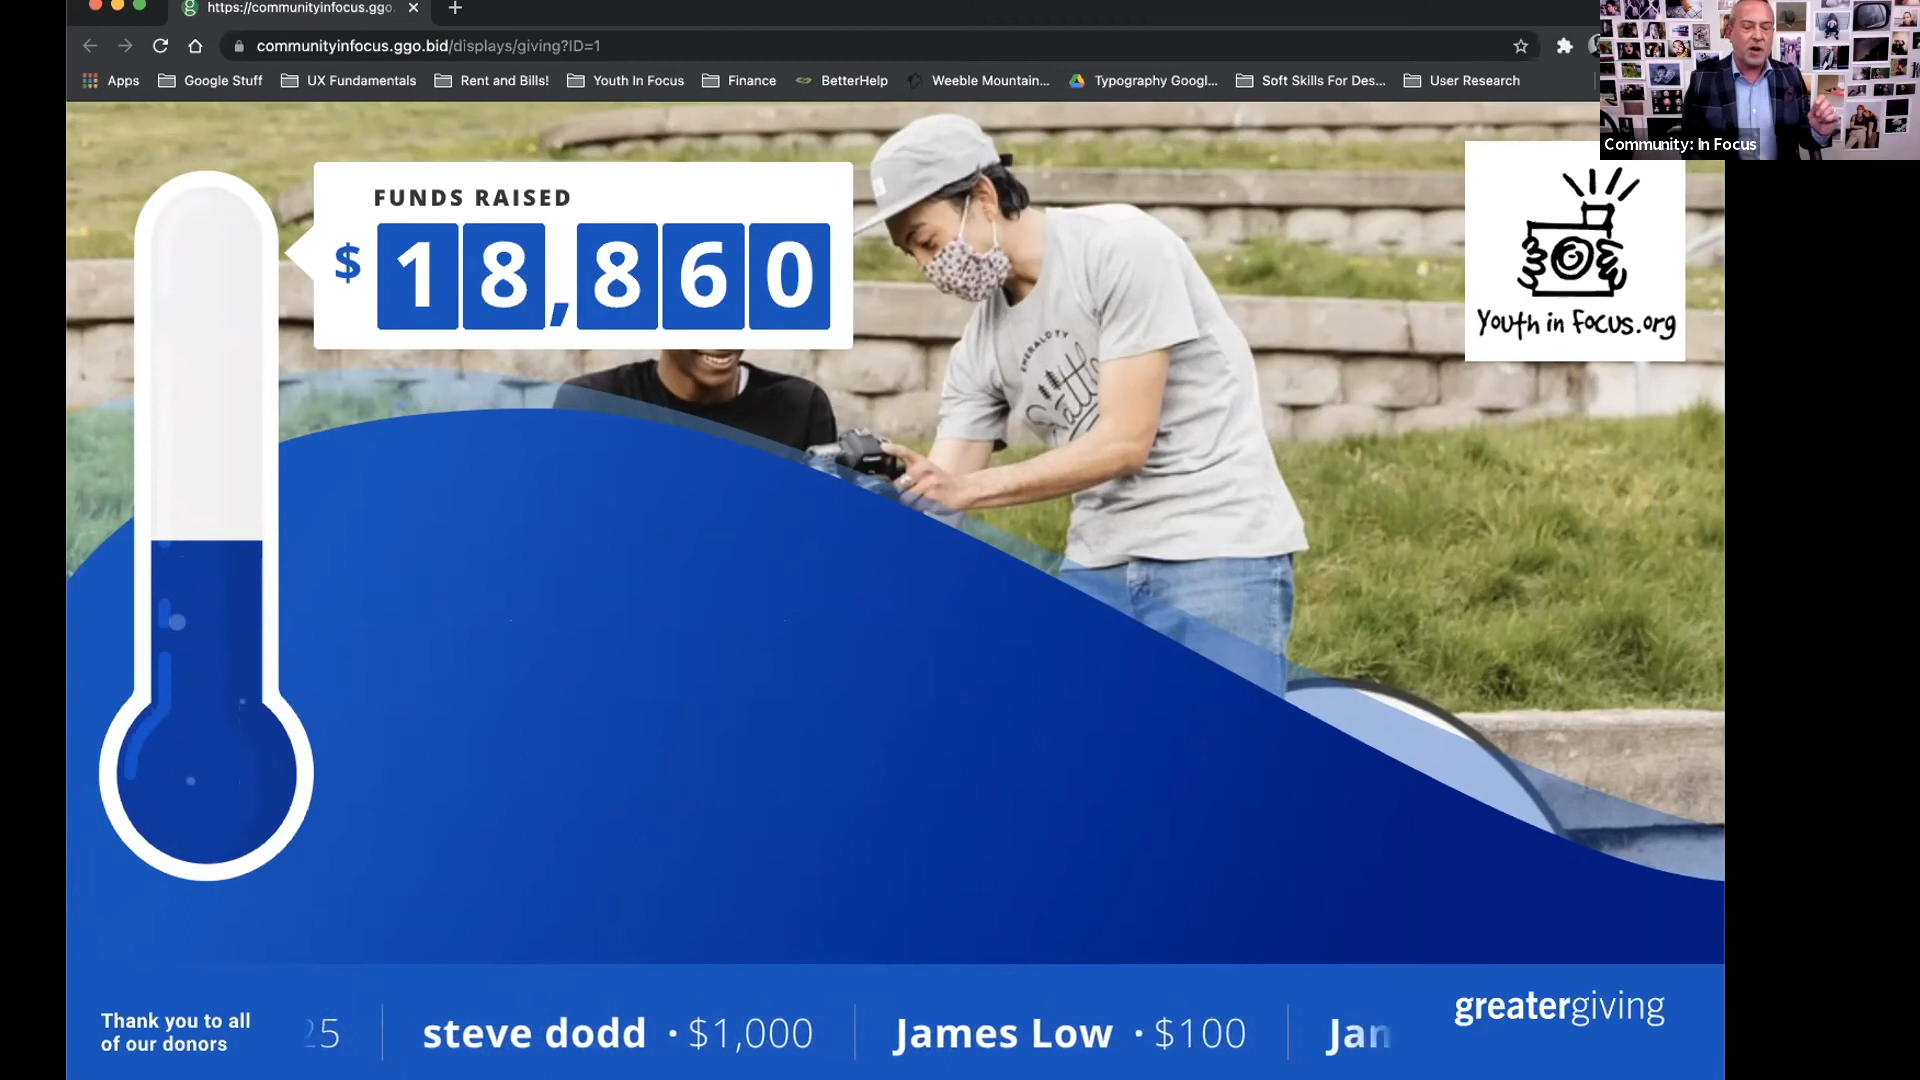 https://communityinfocus.ggo.
communityinfocus.ggo.bid/displays/giving?ID=1
Apps Google Stuff UX Fundamentals Rent and Bills! Youth In Focus Finance BetterHelp Weeble Mountain... Typography Googl... Soft Skills For Des... User Research
Community: In Focus
FUNDS RAISED
$18,860
Youth in Focus.org
Seattle
Thank you to all
of our donors
25 steve dodd · $1,000 James Low · $100 Jan
greatergiving